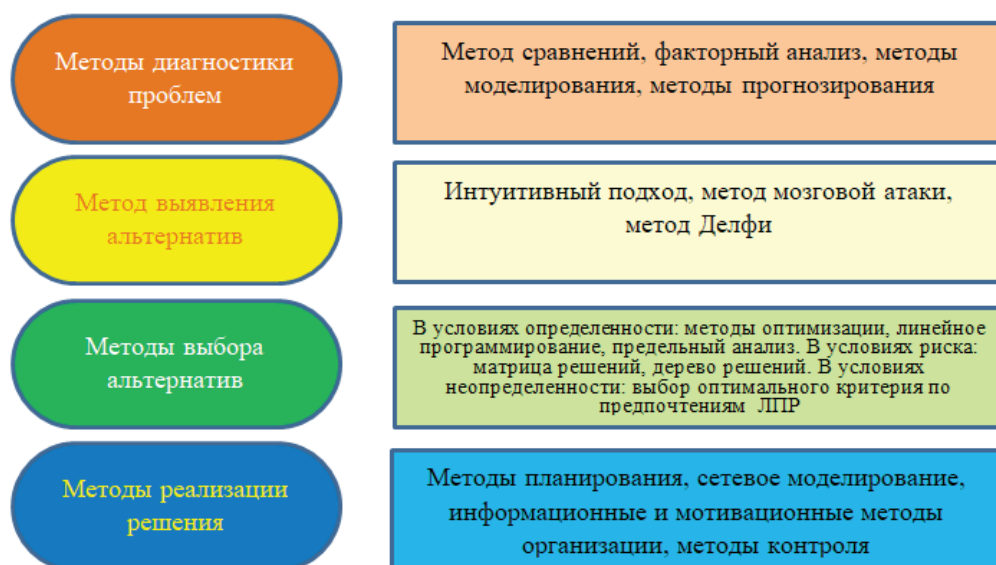 Методы диагностики
проблем
Метод сравнений, факторный анализ, методы
моделирования, методы прогнозирования
Метод выявления
альтернатив
Интуитивный подход, метод мозговой атаки,
метод Делфи
Методы выбора
альтернатив
В условиях определенности: методы оптимизации, линейное
программирование, предельный анализ. В условиях риска:
матрица решений, дерево решений. В условиях
неопределенности: выбор оптимального критерия по
предпочтениям ЛПР
Методы реализации
решения
Методы планирования, сетевое моделирование,
информационные и мотивационные методы
организации, методы контроля